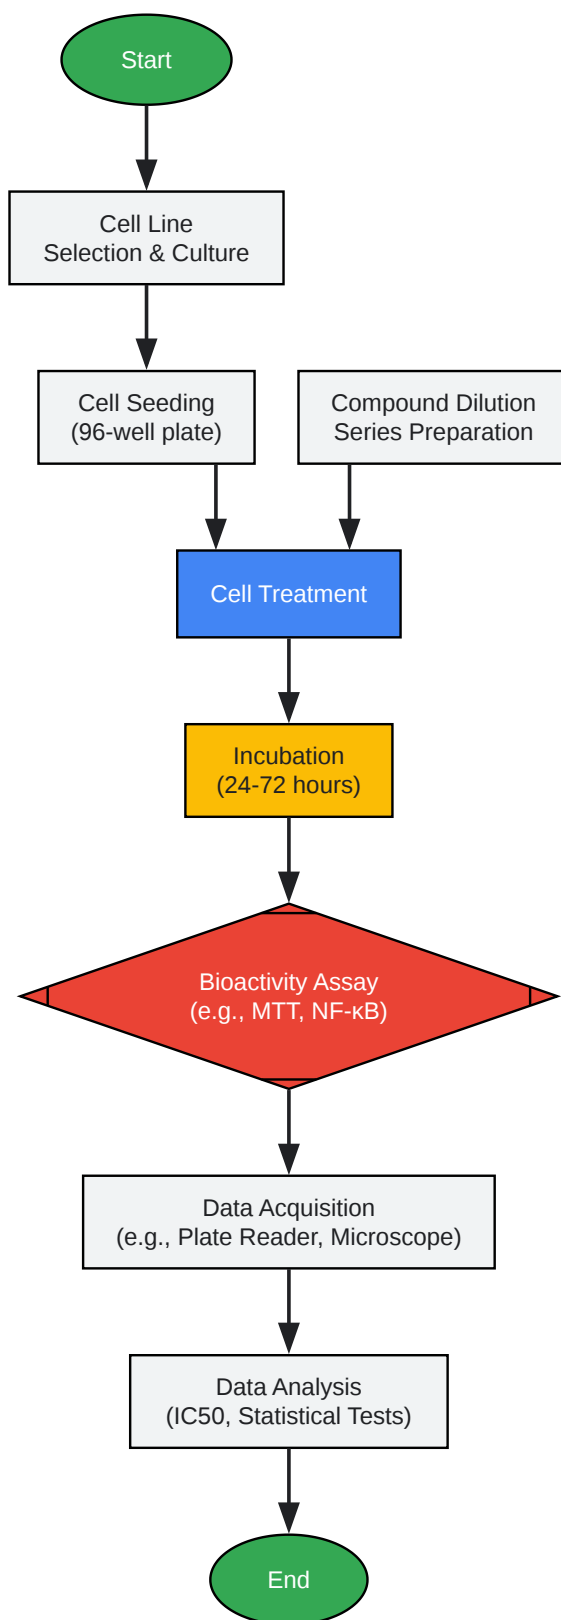 Start
Cell Line
Selection & Culture
Cell Seeding
(96-well plate)
Compound Dilution
Series Preparation
Cell Treatment
Incubation
(24-72 hours)
Bioactivity Assay
(e.g., MTT, NF-κB)
Data Acquisition
(e.g., Plate Reader, Microscope)
Data Analysis
(IC50, Statistical Tests)
End